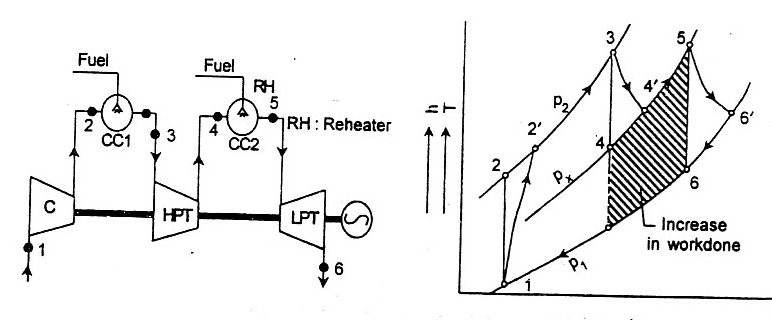 Fuel
Fuel
RH
2
CC1
3
4
CC2
5
RH : Reheater
C
HPT
LPT
1
6
h
T
3
5
p2
4'
2'
2
4
px
6'
6
Increase
in workdone
p1
1